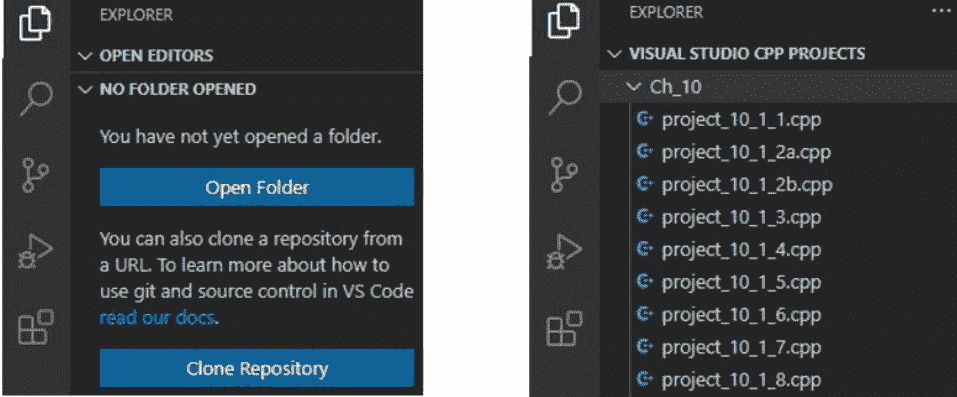 EXPLORER
OPEN EDITORS
NO FOLDER OPENED
You have not yet opened a folder.
Open Folder
You can also clone a repository from
a URL. To learn more about how to
use git and source control in VS Code
read our docs.
Clone Repository
EXPLORER
VISUAL STUDIO CPP PROJECTS
Ch_10
project_10_1_1.cpp
project_10_1_2a.cpp
project_10_1_2b.cpp
project_10_1_3.cpp
project_10_1_4.cpp
project_10_1_5.cpp
project_10_1_6.cpp
project_10_1_7.cpp
project_10_1_8.cpp